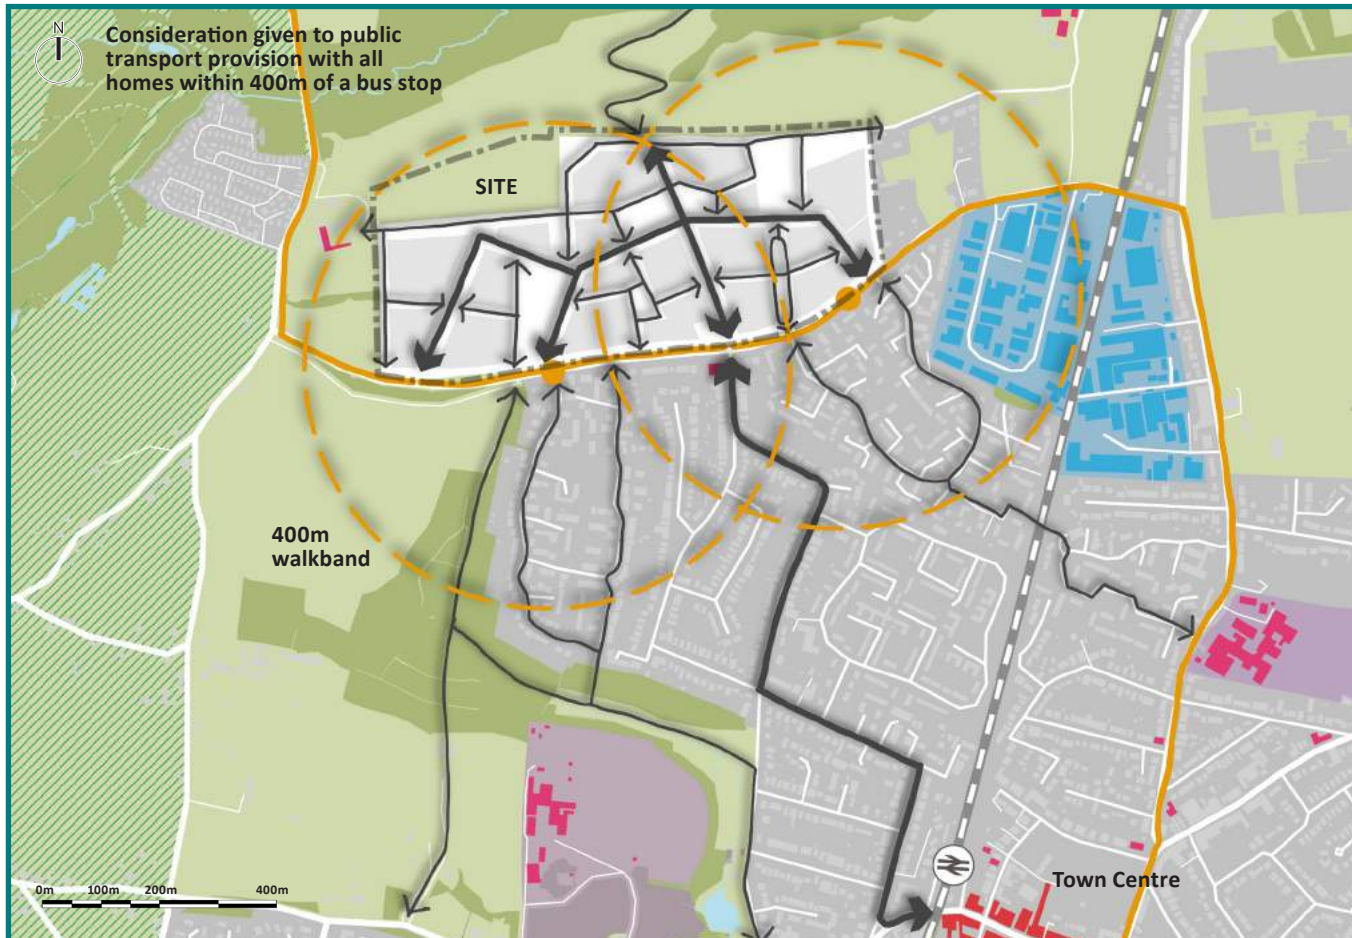 N
Consideration given to public
transport provision with all
homes within 400m of a bus stop
SITE
400m
walkband
0m 100m 200m 400m
Town Centre